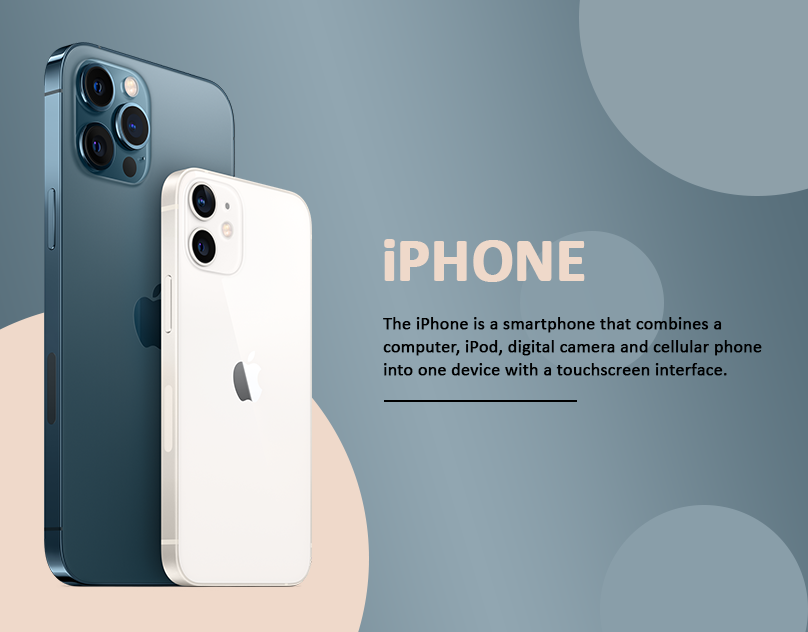 iPHONE
The iPhone is a smartphone that combines a
computer, iPod, digital camera and cellular phone
into one device with a touchscreen interface.